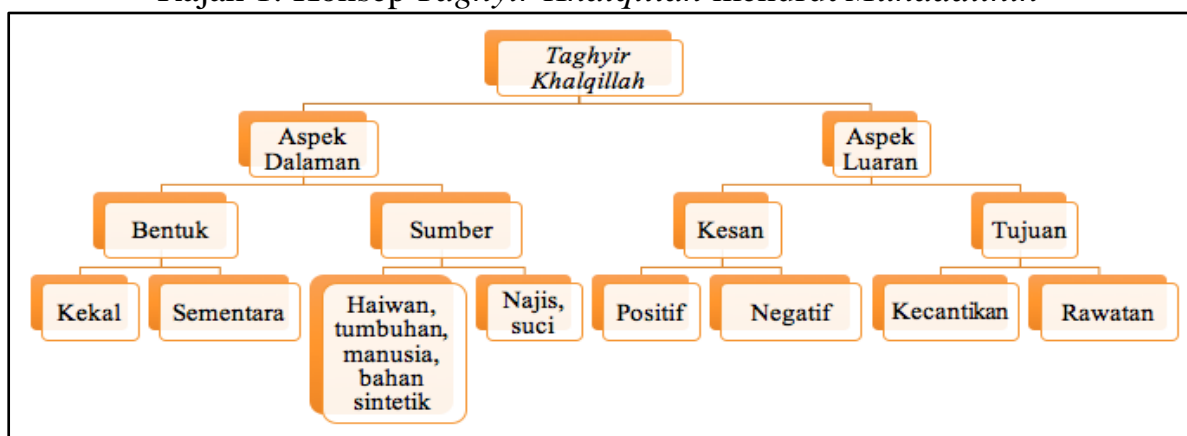 Taghyir
Khalqillah
Aspek
Dalaman
Aspek
Luaran
Bentuk
Sumber
Kesan
Tujuan
Kekal
Sementara
Haiwan,
tumbuhan,
manusia,
bahan
sintetik
Najis,
suci
Positif
Negatif
Kecantikan
Rawatan